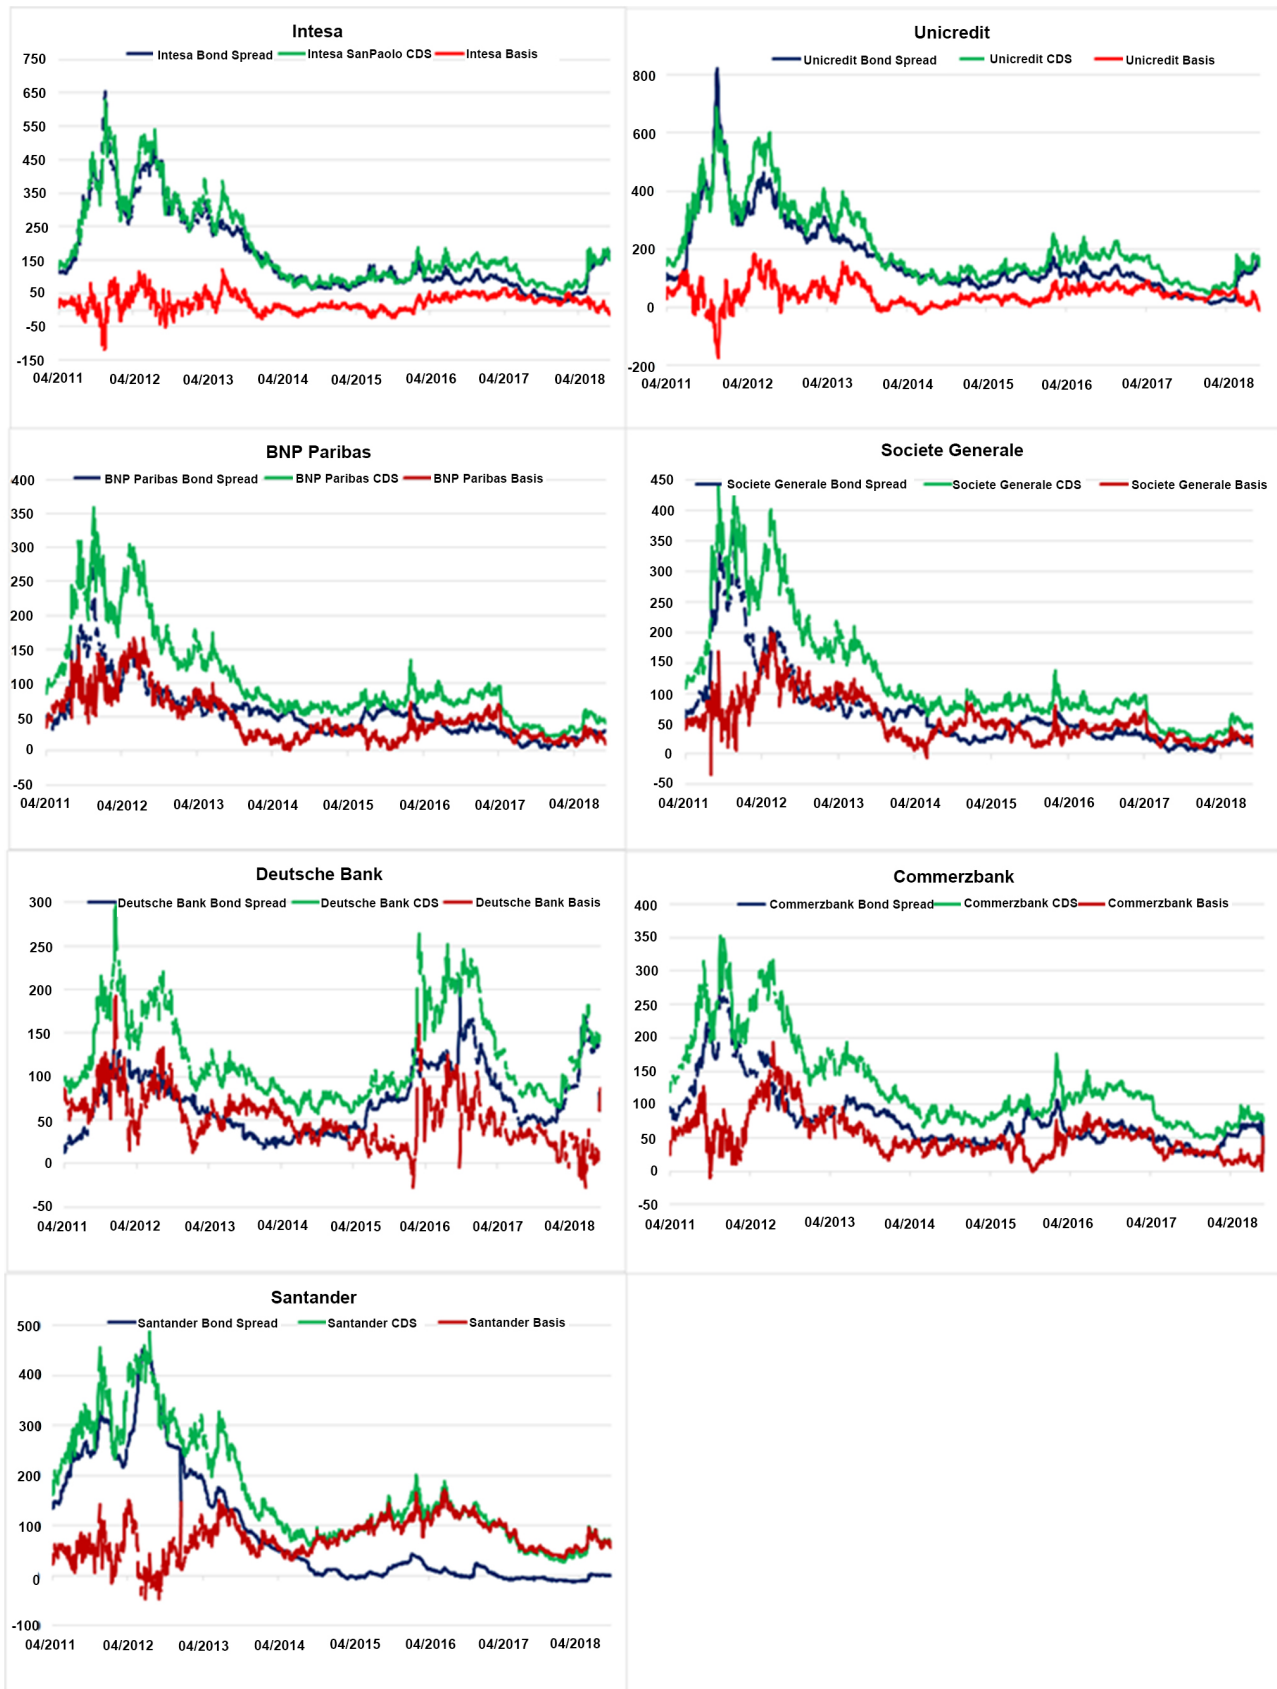 Intesa
Intesa Bond Spread Intesa SanPaolo CDS Intesa Basis
750
650
550
450
350
250
150
50
-50
-150
04/2011 04/2012 04/2013 04/2014 04/2015 04/2016 04/2017 04/2018
Unicredit
Unicredit Bond Spread Unicredit CDS Unicredit Basis
800
600
400
200
0
-200
04/2011 04/2012 04/2013 04/2014 04/2015 04/2016 04/2017 04/2018
BNP Paribas
BNP Paribas Bond Spread BNP Paribas CDS BNP Paribas Basis
400
350
300
250
200
150
100
50
0
-50
04/2011 04/2012 04/2013 04/2014 04/2015 04/2016 04/2017 04/2018
Societe Generale
Societe Generale Bond Spread Societe Generale CDS Societe Generale Basis
450
400
350
300
250
200
150
100
50
0
-50
04/2011 04/2012 04/2013 04/2014 04/2015 04/2016 04/2017 04/2018
Deutsche Bank
Deutsche Bank Bond Spread Deutsche Bank CDS Deutsche Bank Basis
300
250
200
150
100
50
0
-50
04/2011 04/2012 04/2013 04/2014 04/2015 04/2016 04/2017 04/2018
Commerzbank
Commerzbank Bond Spread Commerzbank CDS Commerzbank Basis
400
350
300
250
200
150
100
50
0
-50
04/2011 04/2012 04/2013 04/2014 04/2015 04/2016 04/2017 04/2018
Santander
Santander Bond Spread Santander CDS Santander Basis
500
400
300
200
100
0
-100
04/2011 04/2012 04/2013 04/2014 04/2015 04/2016 04/2017 04/2018